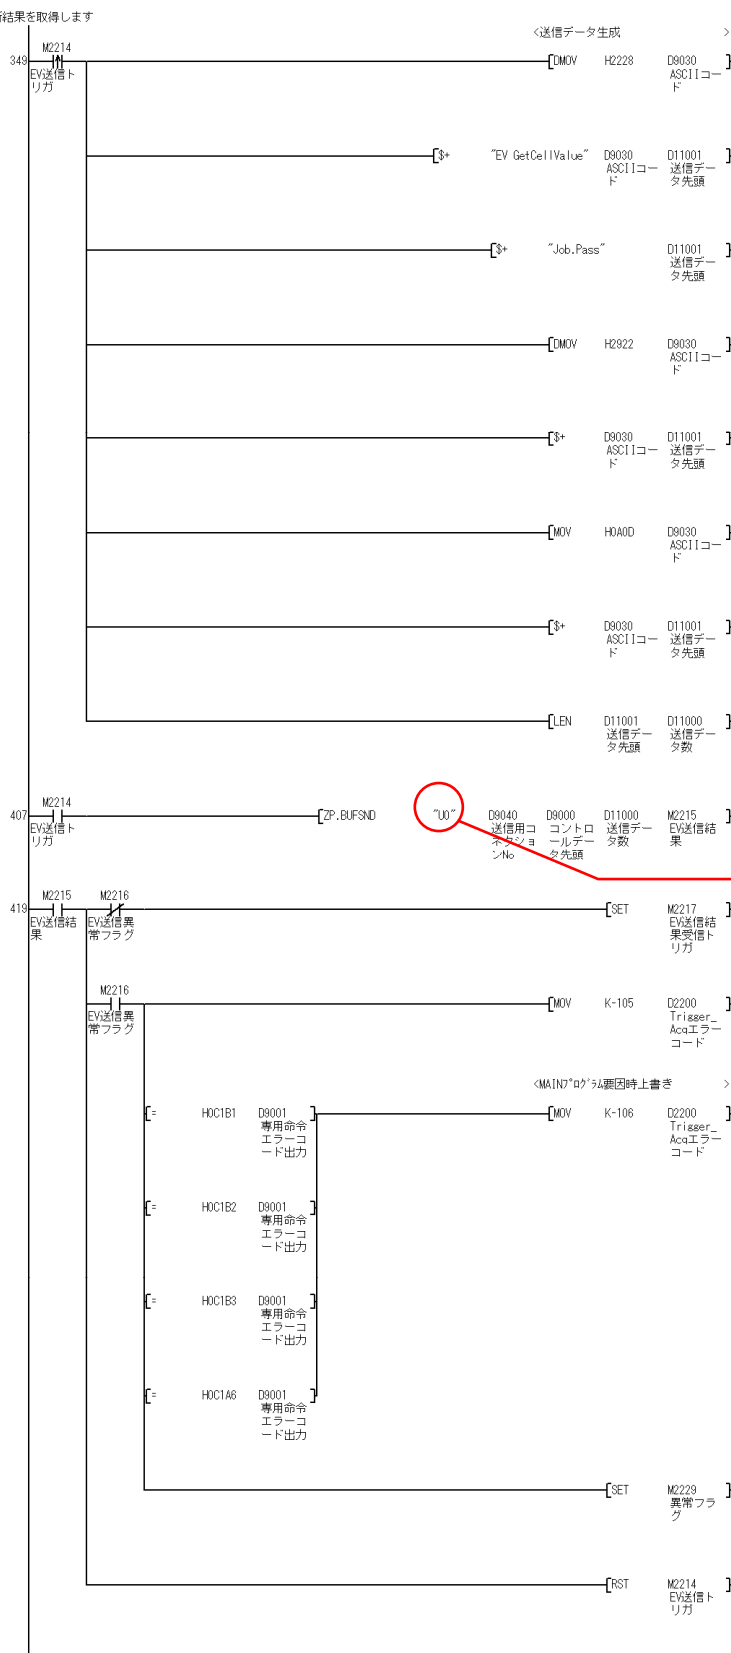 結果を取得します
<送信データ生成 >
M2214
349
EV送信ト
リガ
DMOV H2228 D9030
ASCIIコー
ド
$+ "EV GetCellValue" D9030 D11001
ASCIIコー 送信デー
ド タ先頭
$+ "Job.Pass" D11001
送信デー
タ先頭
DMOV H2922 D9030
ASCIIコー
ド
$+ D9030 D11001
ASCIIコー 送信デー
ド タ先頭
MOV H0A0D D9030
ASCIIコー
ド
$+ D9030 D11001
ASCIIコー 送信デー
ド タ先頭
LEN D11001 D11000
送信デー 送信デー
タ先頭 タ数
M2214
407
EV送信ト
リガ
ZP.BUFSND "U0" D9040 D9000 D11000 M2215
送信用コ コントロ 送信デー EV送信結
ネクショ ールデー タ数 果
ンNo タ先頭
M2215 M2216
419
EV送信結 EV送信異
果 常フラグ
SET M2217
EV送信結
果受信ト
リガ
M2216
EV送信異
常フラグ
MOV K-105 D2200
Trigger_
Acqエラー
コード
<MAINﾌﾟﾛｸﾞﾗﾑ要因時上書き >
= H0C1B1 D9001
専用命令
エラーコ
ード出力
MOV K-106 D2200
Trigger_
Acqエラー
コード
= H0C1B2 D9001
専用命令
エラーコ
ード出力
= H0C1B3 D9001
専用命令
エラーコ
ード出力
= H0C1A6 D9001
専用命令
エラーコ
ード出力
SET M2229
異常フラ
グ
RST M2214
EV送信ト
リガ